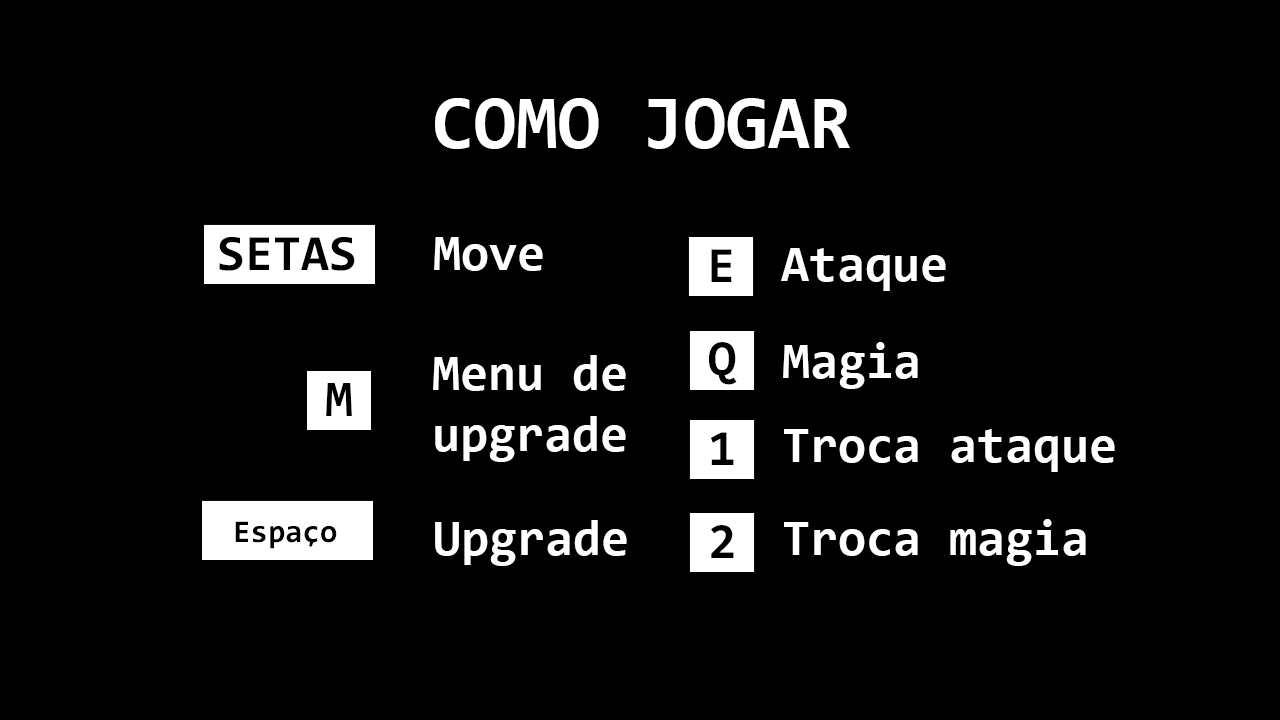 COMO JOGAR
SETAS Move
M Menu de
upgrade
Espaço Upgrade
E Ataque
Q Magia
1 Troca ataque
2 Troca magia